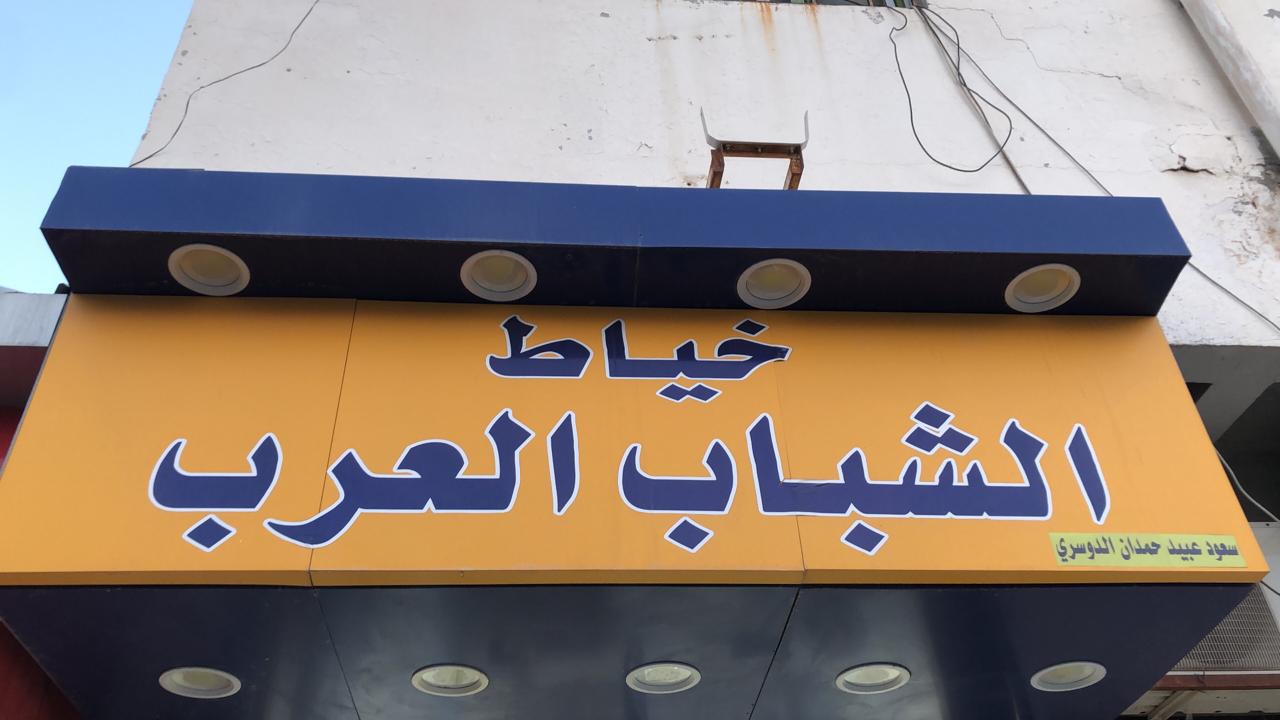 خياط
الشباب العرب
سعود عبيد حمدان الدوسري